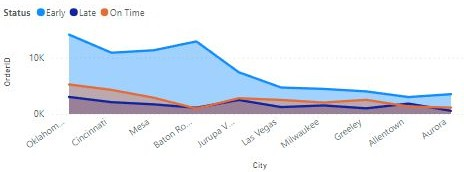 Status Early Late On Time
10K
OrderID
0K
Oklahom... Cincinnati Mesa Baton Ro... Jurupa V... Las Vegas Milwaukee Greeley Allentown Aurora
City